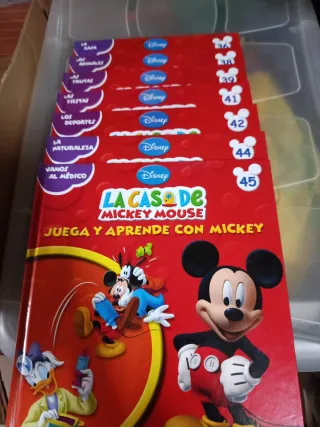 LA CASA
Disney
36
LOS ANIMALES
Disney
38
LAS FRUTAS
Disney
39
LAS FIESTAS
Disney
41
LOS DEPORTES
Disney
42
LA NATURALEZA
Disney
44
VAMOS AL MÉDICO
Disney
45
LA CASA DE
MICKEY MOUSE
JUEGA Y APRENDE CON MICKEY